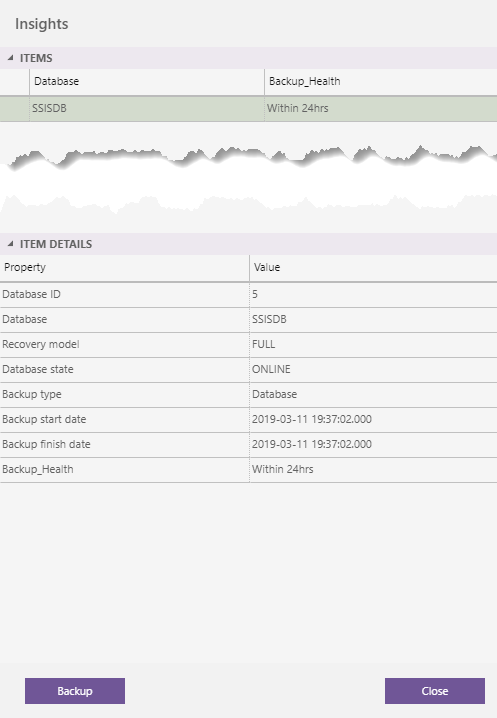 Insights
ITEMS
Database Backup_Health
SSISDB Within 24hrs
ITEM DETAILS
Property Value
Database ID 5
Database SSISDB
Recovery model FULL
Database state ONLINE
Backup type Database
Backup start date 2019-03-11 19:37:02.000
Backup finish date 2019-03-11 19:37:02.000
Backup_Health Within 24hrs
Backup Close